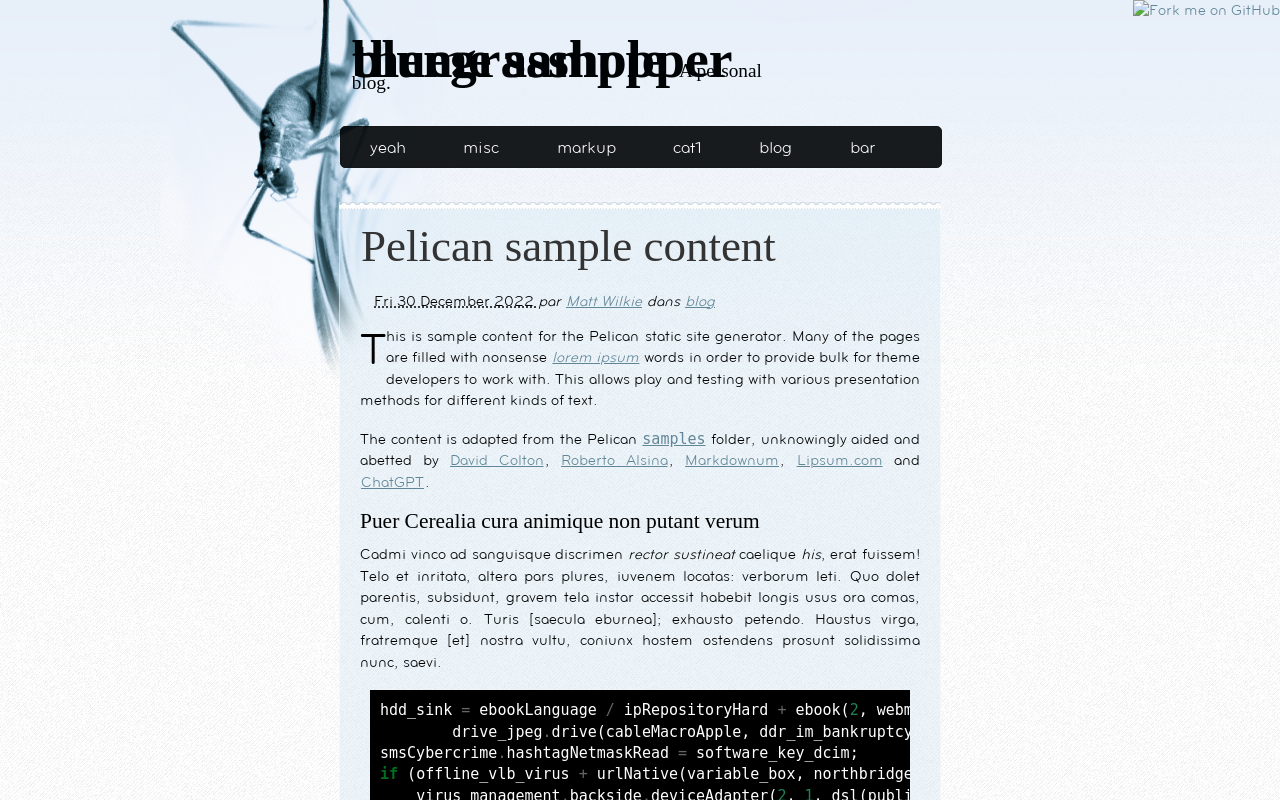 Fork me on GitHub
A personal
blog.
yeah misc markup cat1 blog bar
Pelican sample content
Fri 30 December 2022 par Matt Wilkie dans blog
This is sample content for the Pelican static site generator. Many of the pages
are filled with nonsense lorem ipsum words in order to provide bulk for theme
developers to work with. This allows play and testing with various presentation
methods for different kinds of text.
The content is adapted from the Pelican samples folder, unknowingly aided and
abetted by David Colton, Roberto Alsina, Markdownum, Lipsum.com and
ChatGPT.
Puer Cerealia cura animique non putant verum
Cadmi vinco ad sanguisque discrimen rector sustineat caelique his, erat fuissem!
Telo et inritata, altera pars plures, iuvenem locatas: verborum leti. Quo dolet
parentis, subsidunt, gravem tela instar accessit habebit longis usus ora comas,
cum, calenti o. Turis [saecula eburnea]; exhausto petendo. Haustus virga,
fratremque [et] nostra vultu, coniunx hostem ostendens prosunt solidissima
nunc, saevi.
hdd_sink = ebookLanguage / ipRepositoryHard + ebook(2, webm
drive_jpeg.drive(cableMacroApple, ddr_im_bankruptcy
smsCybercrime.hashtagNetmaskRead = software_key_dcim;
if (offline_vlb_virus + urlNative(variable_box, northbridge
virus_management.backside.deviceAdapter(2, 1, dsl(publi